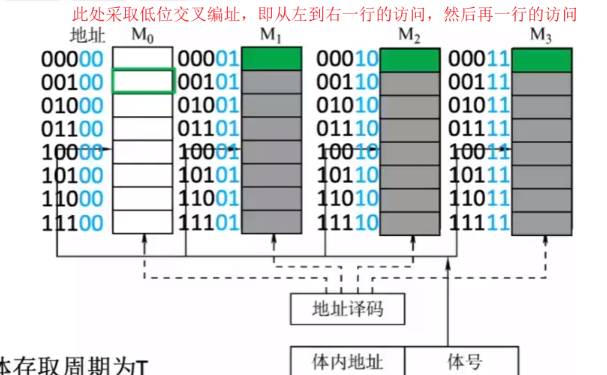 此处采取低位交叉编址，即从左到右一行的访问，然后再一行的访问
地址 M0 M1 M2 M3
00000 00001 00010 00011
00100 00101 00110 00111
01000 01001 01010 01011
01100 01101 01110 01111
10000 10001 10010 10011
10100 10101 10110 10111
11000 11001 11010 11011
11100 11101 11110 11111
地址译码
体内地址 体号
体存取周期为T